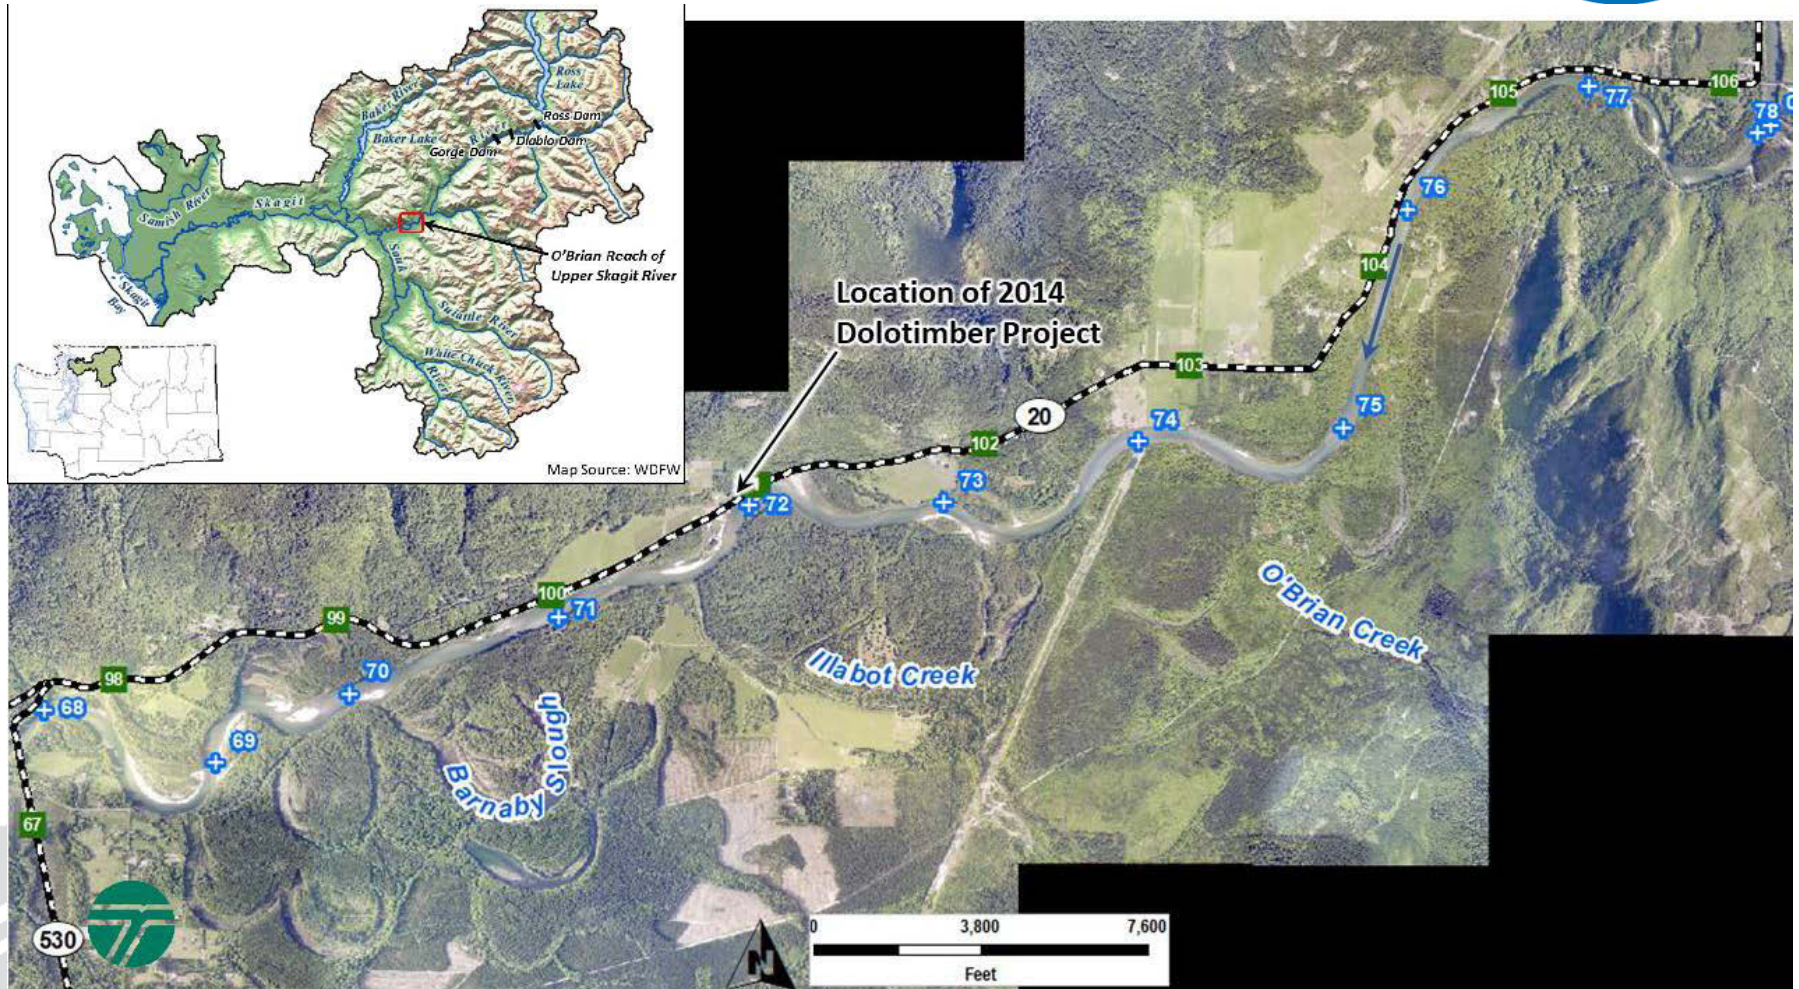 Ross
Lake
Baker River
Ross Dam
Baker Lake
River
Diablo Dam
Gorge Dam
Samish River
Skagit
O'Brian Reach of
Upper Skagit River
Sauk
Skagit
Bay
Suiattle River
White Chuck River
River
Map Source: WDFW
Location of 2014
Dolotimber Project
105
106
77
78
76
104
103
75
20
74
102
73
72
100
71
99
98
70
68
69
67
530
O'Brian Creek
Illabot Creek
Barnaby Slough
N
0
3,800
7,600
Feet